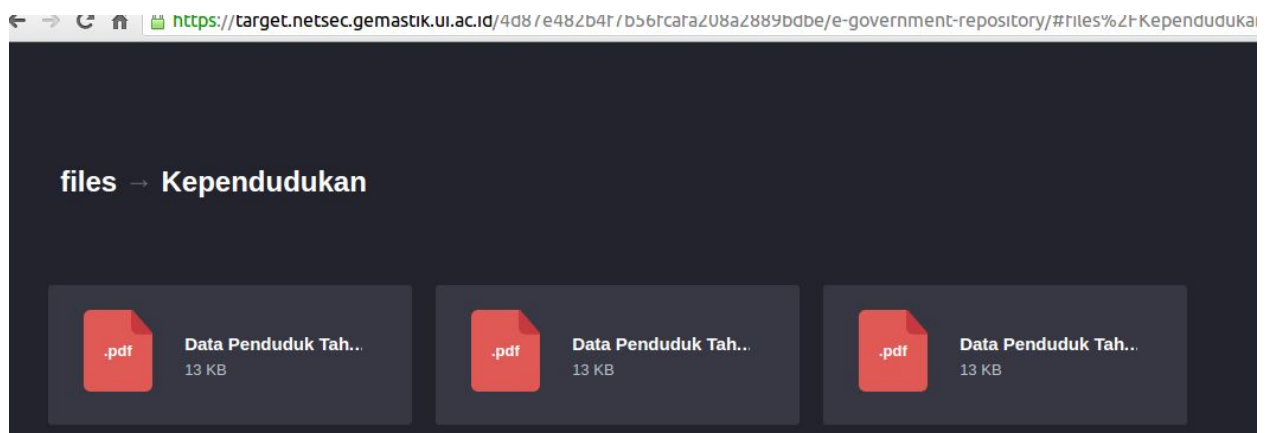 https://target.netsec.gemastik.ui.ac.id/4d87e482b4f7b56fcafa208a2889bdbe/e-government-repository/#files%2FKependuduka
files → Kependudukan
.pdf Data Penduduk Tah... .pdf Data Penduduk Tah... .pdf Data Penduduk Tah...
13 KB 13 KB 13 KB